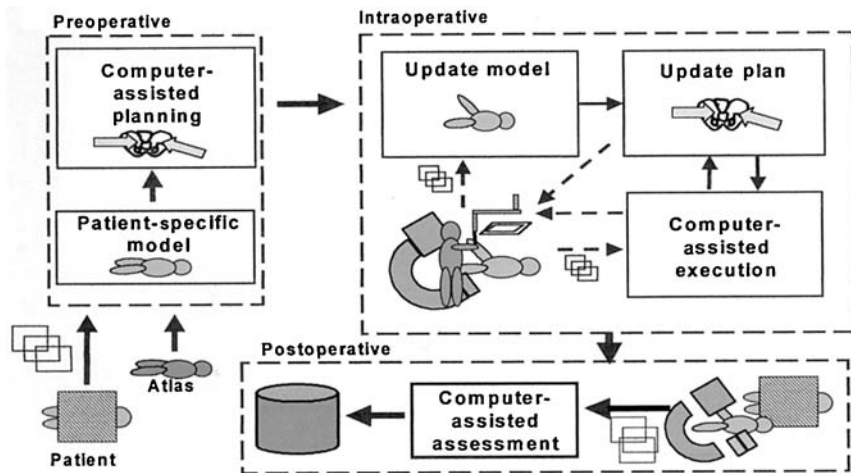 Preoperative
Computer-
assisted
planning
Patient-specific
model
Atlas
Patient
Intraoperative
Update model
Update plan
Computer-
assisted
execution
Postoperative
Computer-
assisted
assessment